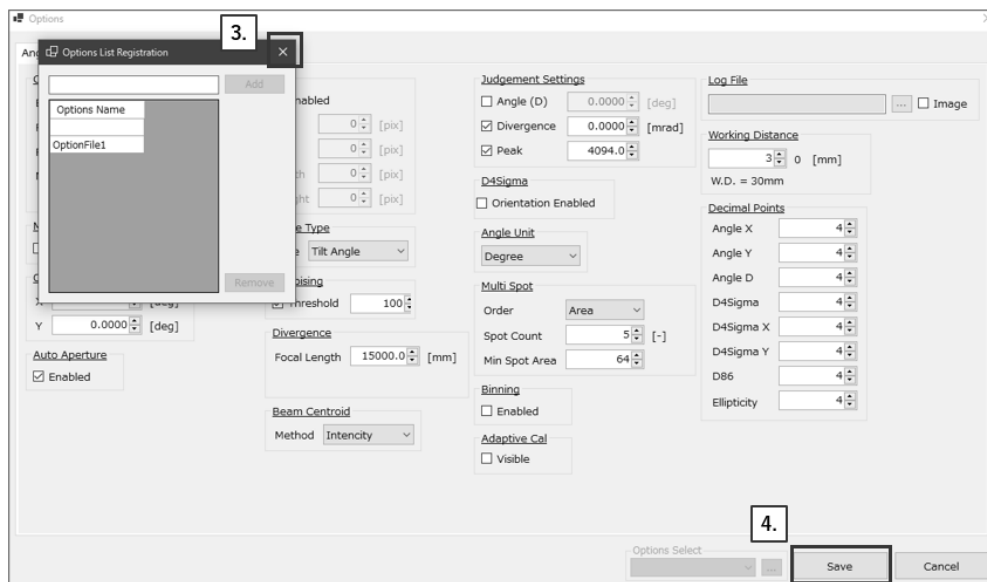 Options
3.
Options List Registration
Add
Options Name
OptionFile1
Remove
An
nabled
0 [pix]
0 [pix]
th 0 [pix]
ght 0 [pix]
e Type
e Tilt Angle
oising
Threshold 100
Y 0.0000 [deg]
Auto Aperture
Enabled
Divergence
Focal Length 15000.0 [mm]
Beam Centroid
Method Intencity
Judgement Settings
Angle (D) 0.0000 [deg]
Divergence 0.0000 [mrad]
Peak 4094.0
D4Sigma
Orientation Enabled
Angle Unit
Degree
Multi Spot
Order Area
Spot Count 5 [-]
Min Spot Area 64
Binning
Enabled
Adaptive Cal
Visible
Log File
... Image
Working Distance
3 0 [mm]
W.D. = 30mm
Decimal Points
Angle X 4
Angle Y 4
Angle D 4
D4Sigma 4
D4Sigma X 4
D4Sigma Y 4
D86 4
Ellipticity 4
4.
Options Select
...
Save
Cancel